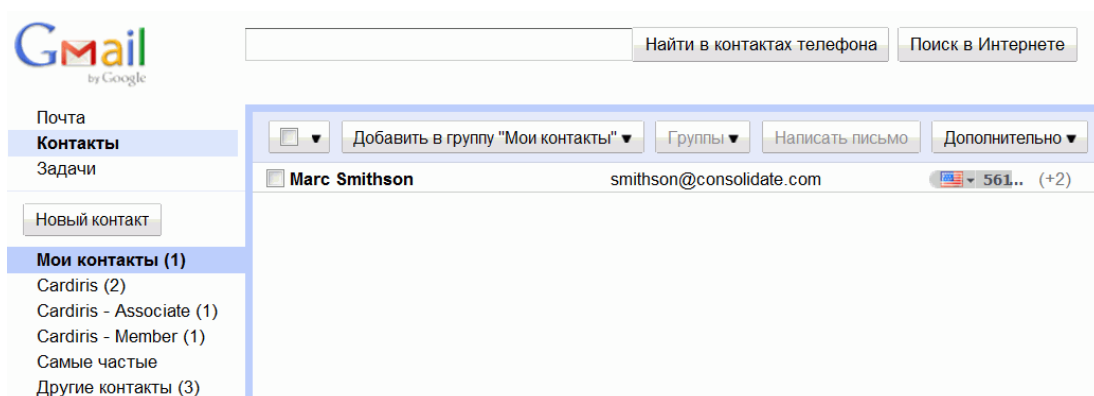 Gmail
by Google
Найти в контактах телефона
Поиск в Интернете
Почта
Контакты
Задачи
Новый контакт
Мои контакты (1)
Cardiris (2)
Cardiris - Associate (1)
Cardiris - Member (1)
Самые частые
Другие контакты (3)
Добавить в группу "Мои контакты"
Группы
Написать письмо
Дополнительно
Marc Smithson smithson@consolidate.com 561... (+2)